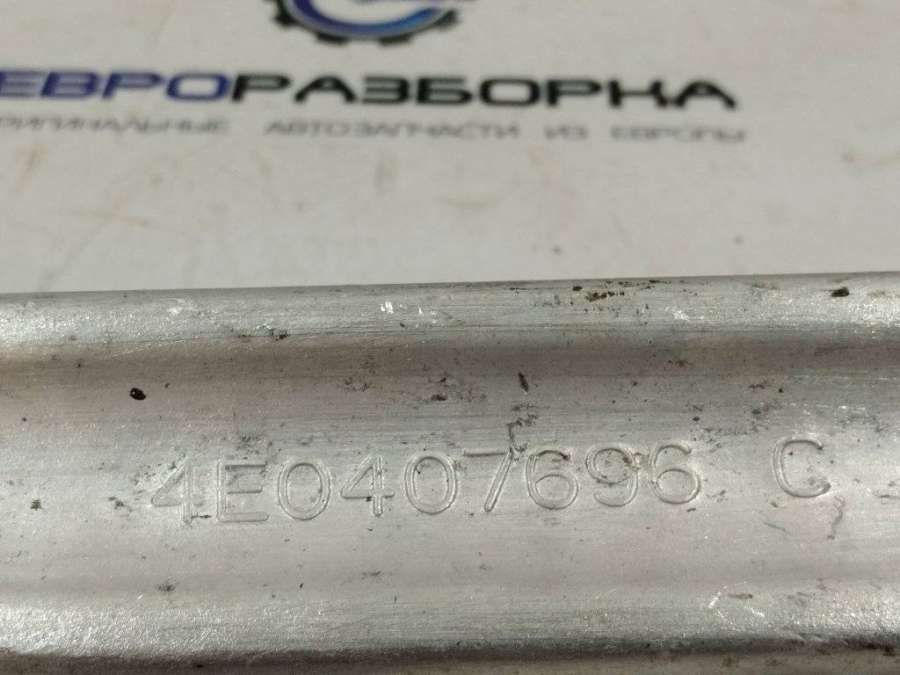 ЕВРОРАЗБОРКА
ОРИГИНАЛЬНЫЕ АВТОЗАПЧАСТИ ИЗ ЕВРОПЫ
4E0407696 C